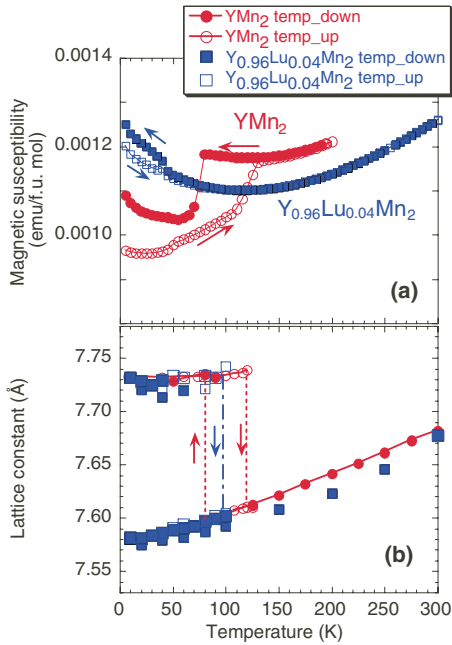 YMn₂ temp_down
YMn₂ temp_up
Y₀.₉₆Lu₀.₀₄Mn₂ temp_down
Y₀.₉₆Lu₀.₀₄Mn₂ temp_up
0.0014
0.0012
0.0010
Magnetic susceptibility
(emu/f.u. mol)
YMn₂
Y₀.₉₆Lu₀.₀₄Mn₂
(a)
7.75
7.70
7.65
7.60
7.55
Lattice constant (Å)
(b)
0 50 100 150 200 250 300
Temperature (K)